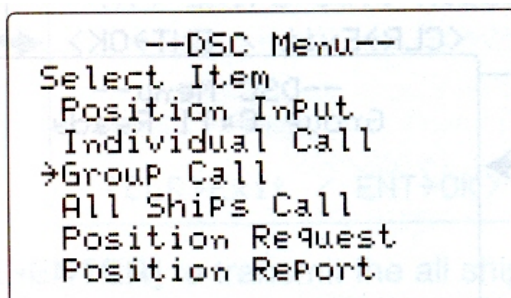 --DSC Menu--
Select Item
Position Input
Individual Call
→Group Call
All Ships Call
Position Request
Position Report